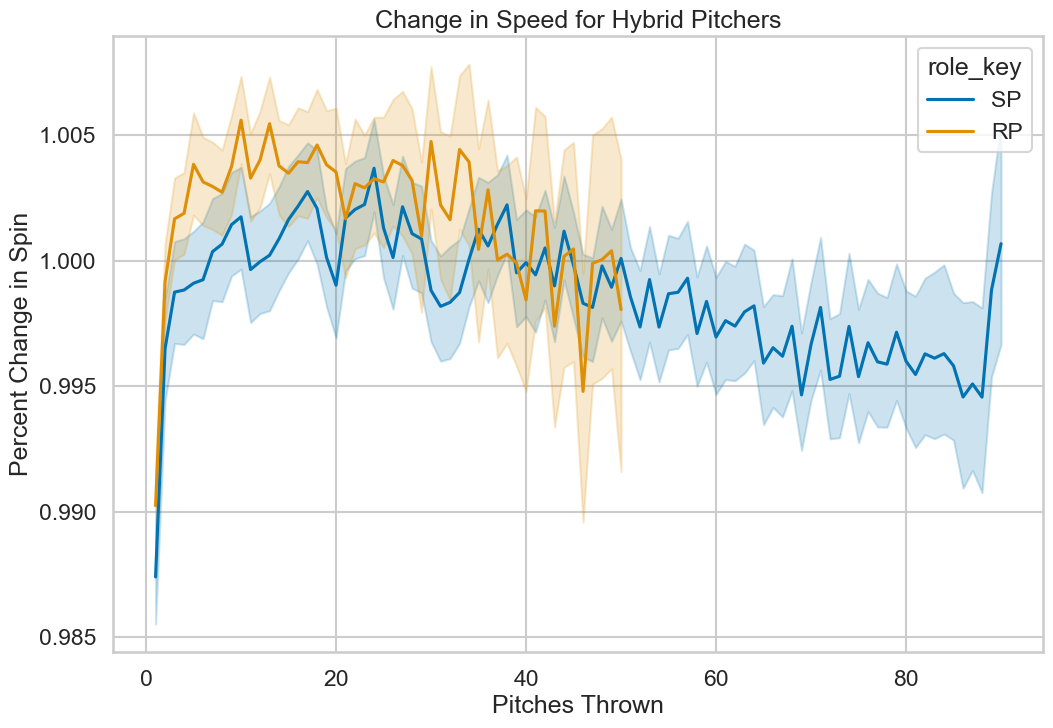 Change in Speed for Hybrid Pitchers
role_key
SP
RP
Percent Change in Spin
1.005
1.000
0.995
0.990
0.985
0
20
40
60
80
Pitches Thrown